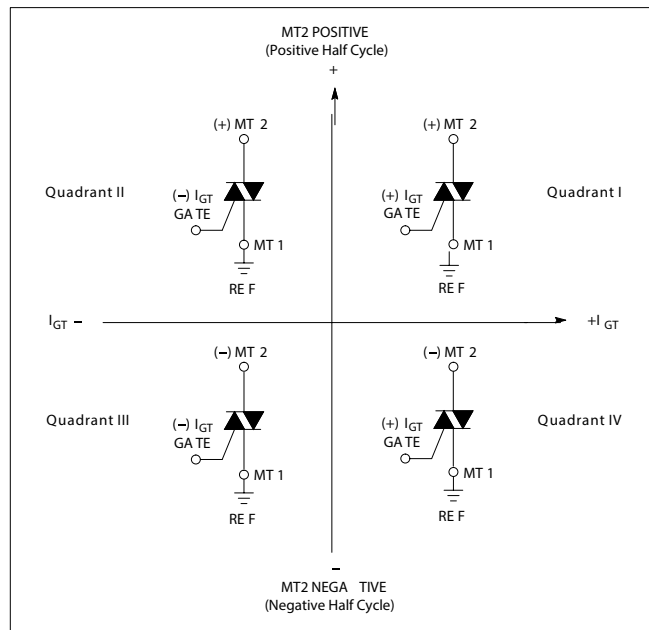 MT2 POSITIVE
(Positive Half Cycle)
+
(+) MT 2
(+) MT 2
Quadrant II
(−) IGT
GA TE
MT 1
RE F
(+) IGT
GA TE
MT 1
RE F
Quadrant I
IGT −
+IGT
(−) MT 2
(−) MT 2
Quadrant III
(−) IGT
GA TE
MT 1
RE F
(+) IGT
GA TE
MT 1
RE F
Quadrant IV
−
MT2 NEGA TIVE
(Negative Half Cycle)